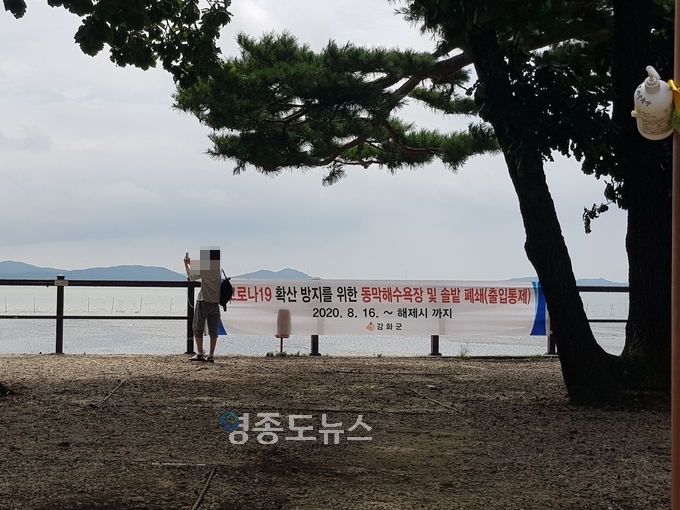 코로나19 확산 방지를 위한 동막해수욕장 및 솔밭 폐쇄(출입통제)
2020. 8. 16. ~ 해제시 까지
강화군
영종도뉴스